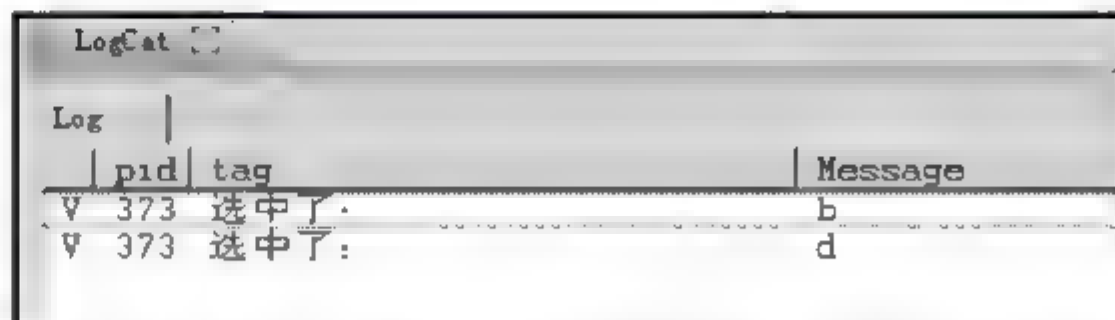 LogCat
Log
pid tag Message
V 373 选中了: b
V 373 选中了: d